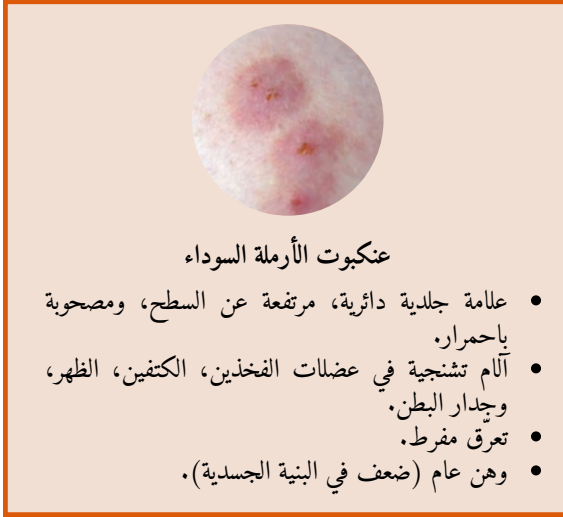 عنكبوت الأرملة السوداء
• علامة جلدية دائرية، مرتفعة عن السطح، ومصحوبة
باحمرار.
• آلام تشنجية في عضلات الفخذين، الكتفين، الظهر،
وجدار البطن.
• تعرّق مفرط.
• وهن عام (ضعف في البنية الجسدية).